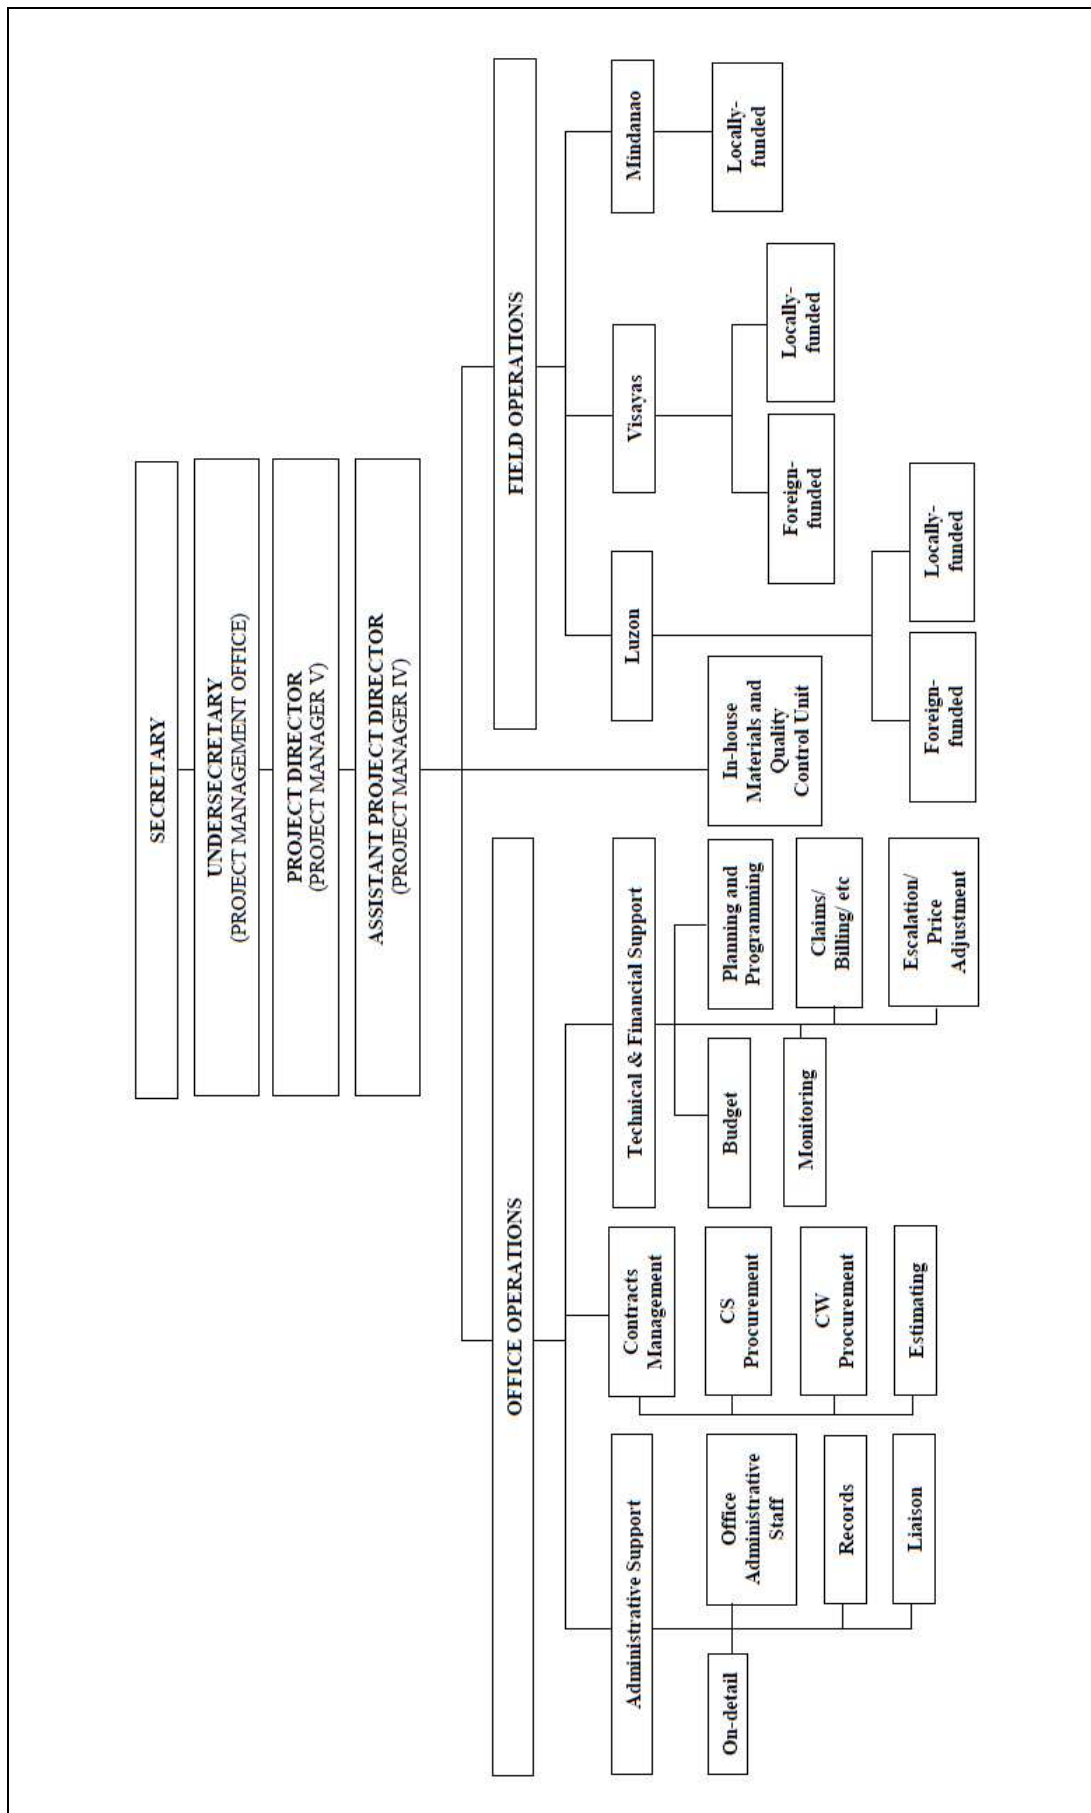 SECRETARY
UNDERSECRETARY
(PROJECT MANAGEMENT OFFICE)
PROJECT DIRECTOR
(PROJECT MANAGER V)
ASSISTANT PROJECT DIRECTOR
(PROJECT MANAGER IV)
OFFICE OPERATIONS
FIELD OPERATIONS
Administrative Support
On-detail
Office
Administrative
Staff
Records
Liaison
Contracts
Management
CS
Procurement
CW
Procurement
Estimating
Technical & Financial Support
Budget
Planning and
Programming
Monitoring
Claims/
Billing/ etc
Escalation/
Price
Adjustment
In-house
Materials and
Quality
Control Unit
Luzon
Foreign-
funded
Locally-
funded
Visayas
Foreign-
funded
Locally-
funded
Mindanao
Locally-
funded